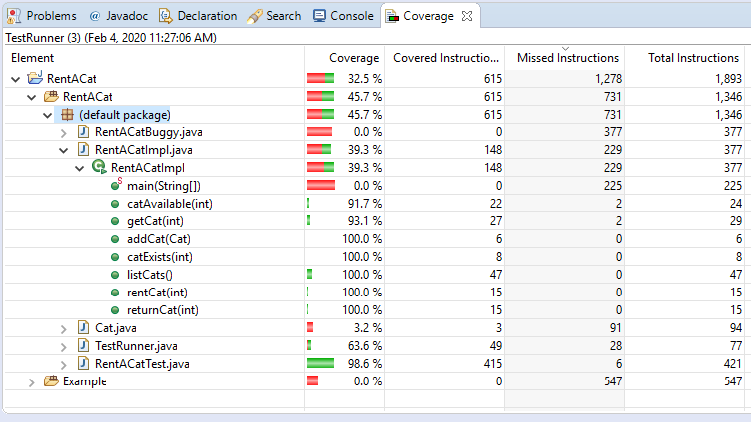 Problems @ Javadoc Declaration Search Console Coverage
TestRunner (3) (Feb 4, 2020 11:27:06 AM)
Element Coverage Covered Instructio... Missed Instructions Total Instructions
RentACat 32.5 % 615 1,278 1,893
RentACat 45.7 % 615 731 1,346
(default package) 45.7 % 615 731 1,346
J RentACatBuggy.java 0.0 % 0 377 377
J RentACatImpl.java 39.3 % 148 229 377
C RentACatImpl 39.3 % 148 229 377
S main(String[]) 0.0 % 0 225 225
catAvailable(int) 91.7 % 22 2 24
getCat(int) 93.1 % 27 2 29
addCat(Cat) 100.0 % 6 0 6
catExists(int) 100.0 % 8 0 8
listCats() 100.0 % 47 0 47
rentCat(int) 100.0 % 15 0 15
returnCat(int) 100.0 % 15 0 15
J Cat.java 3.2 % 3 91 94
J TestRunner.java 63.6 % 49 28 77
J RentACatTest.java 98.6 % 415 6 421
Example 0.0 % 0 547 547